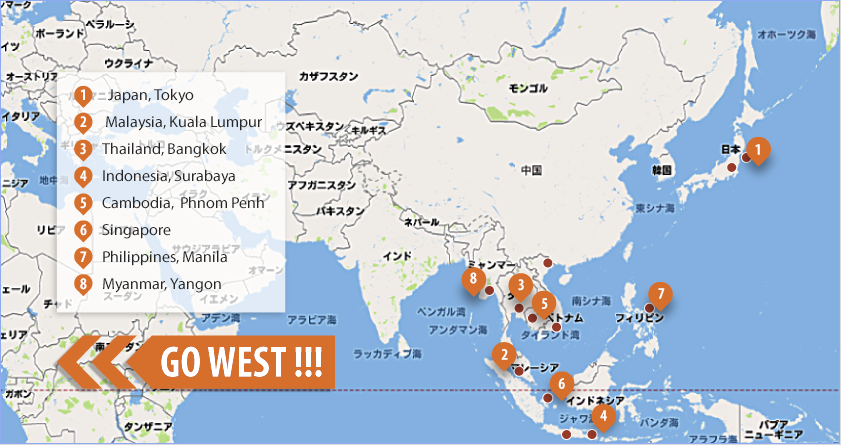 マーク
ベラルーシ
ポーランド
オホーツク海
ウクライナ
オーストリア
カザフスタン
モンゴル
1 Japan, Tokyo
イタリア
2 Malaysia, Kuala Lumpur
ウズベキスタン
キルギス
3 Thailand, Bangkok
トルクメニスタン
日本
1
韓国
中国
4 Indonesia, Surabaya
地中海
イラク
アフガニスタン
5 Cambodia, Phnom Penh
パキスタン
東シナ海
ネパール
6 Singapore
リビア
サウジアラビア
7 Philippines, Manila
インド
オマーン
ミャンマー
8 Myanmar, Yangon
8
3
7
チャド
スーダン
イエメン
5
南シナ海
アデン湾
アラビア海
ベンガル湾
ベトナム
フィリピン
アンダマン海
タイランド湾
ラッカディブ海
GO WEST !!!
2
マレーシア
6
ガボン
インドネシア
4
ジャワ海
バンダ海
タンザニア
パプア
ニューギニア
アラフラ海